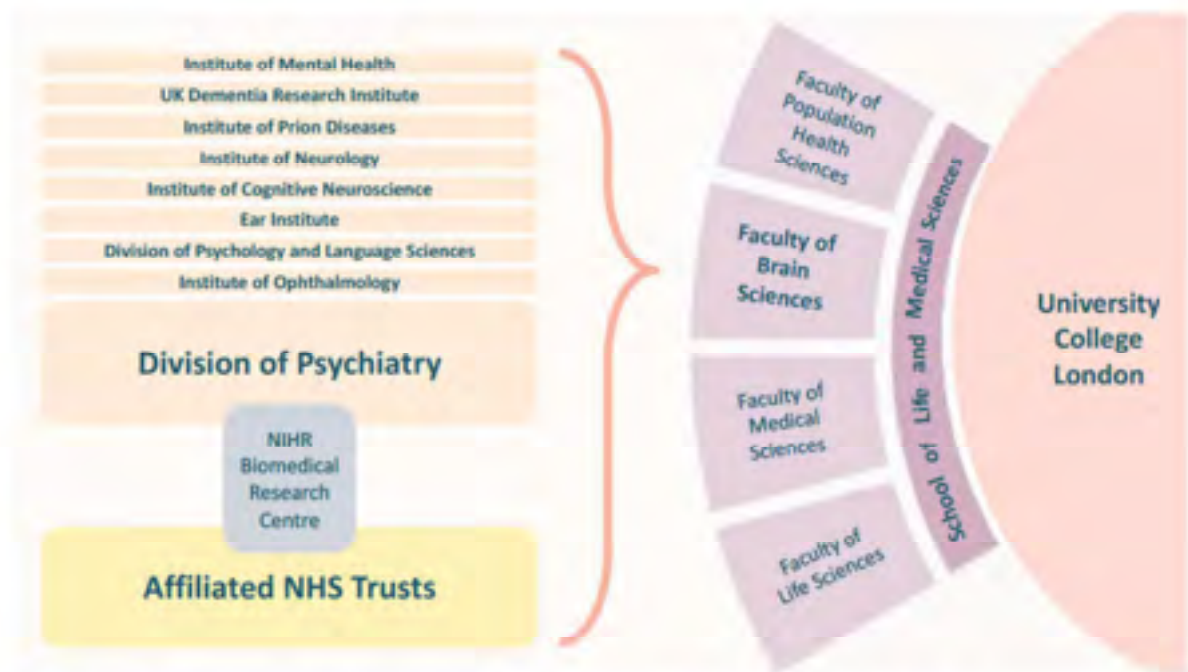 Institute of Mental Health
UK Dementia Research Institute
Institute of Prion Diseases
Institute of Neurology
Institute of Cognitive Neuroscience
Ear Institute
Division of Psychology and Language Sciences
Institute of Ophthalmology
Division of Psychiatry
NIHR
Biomedical
Research
Centre
Affiliated NHS Trusts
Faculty of
Population
Health
Sciences
Faculty of
Brain
Sciences
Faculty of
Medical
Sciences
Faculty of
Life Sciences
School of Life and Medical Sciences
University
College
London